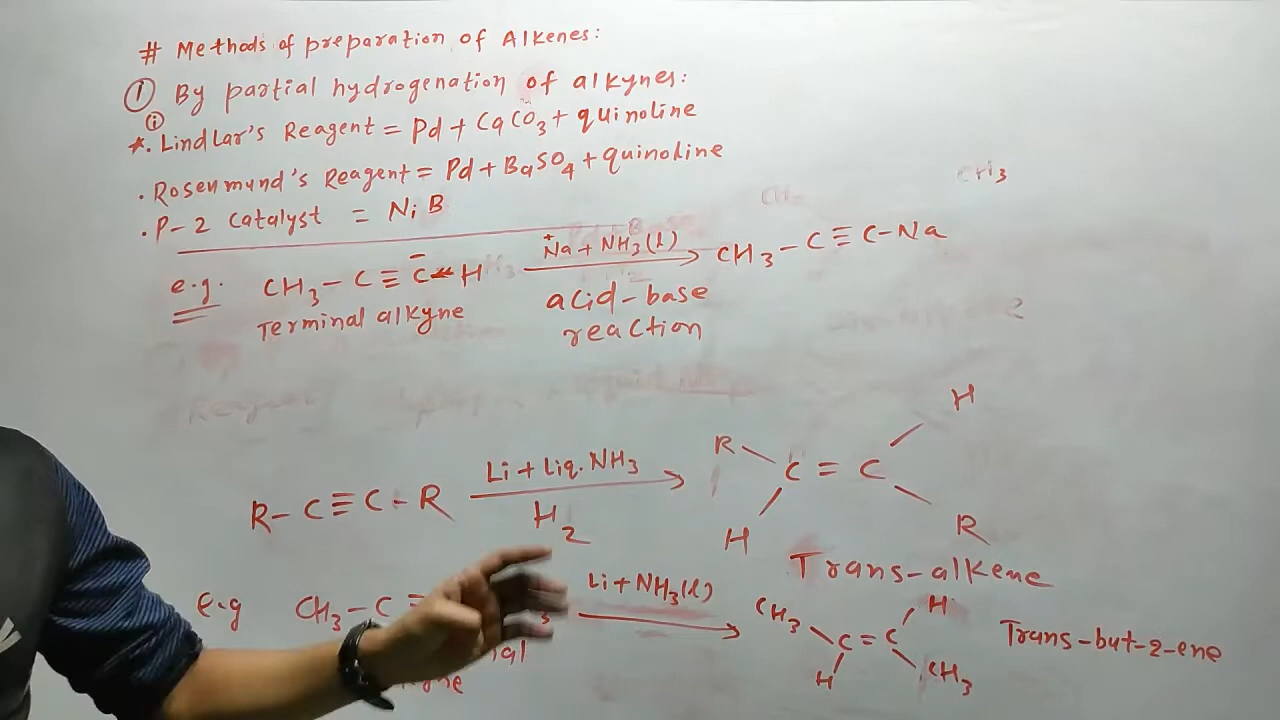 # Methods of preparation of Alkenes:
① By partial hydrogenation of alkynes:
ⓘ
*. Lindlar's Reagent = Pd + CaCO3 + quinoline
. Rosenmund's Reagent = Pd + BaSO4 + quinoline
. P-2 Catalyst = NiB
e.g. CH3 - C ≡ C̄ - H Na⁺ + NH3(l) CH3 - C ≡ C - Na
Terminal alkyne acid-base
reaction
H
R C = C
R - C ≡ C - R Li + Liq. NH3
H2
H R
Trans-alkene
E.g CH3 - C 3 Li + NH3(l) CH3 C = C H Trans-but-2-ene
H CH3